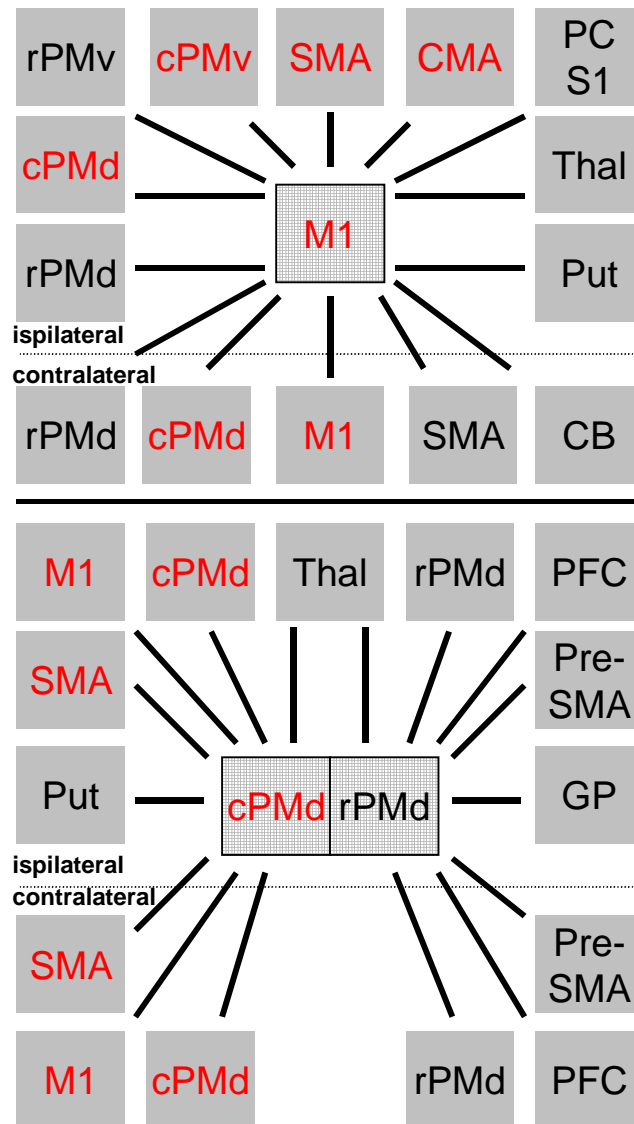 rPMv cPMv SMA CMA PC
S1
cPMd Thal
M1
rPMd Put
ispilateral
contralateral
rPMd cPMd M1 SMA CB
M1 cPMd Thal rPMd PFC
SMA Pre-
SMA
Put cPMd rPMd GP
ispilateral
contralateral
SMA Pre-
SMA
M1 cPMd rPMd PFC